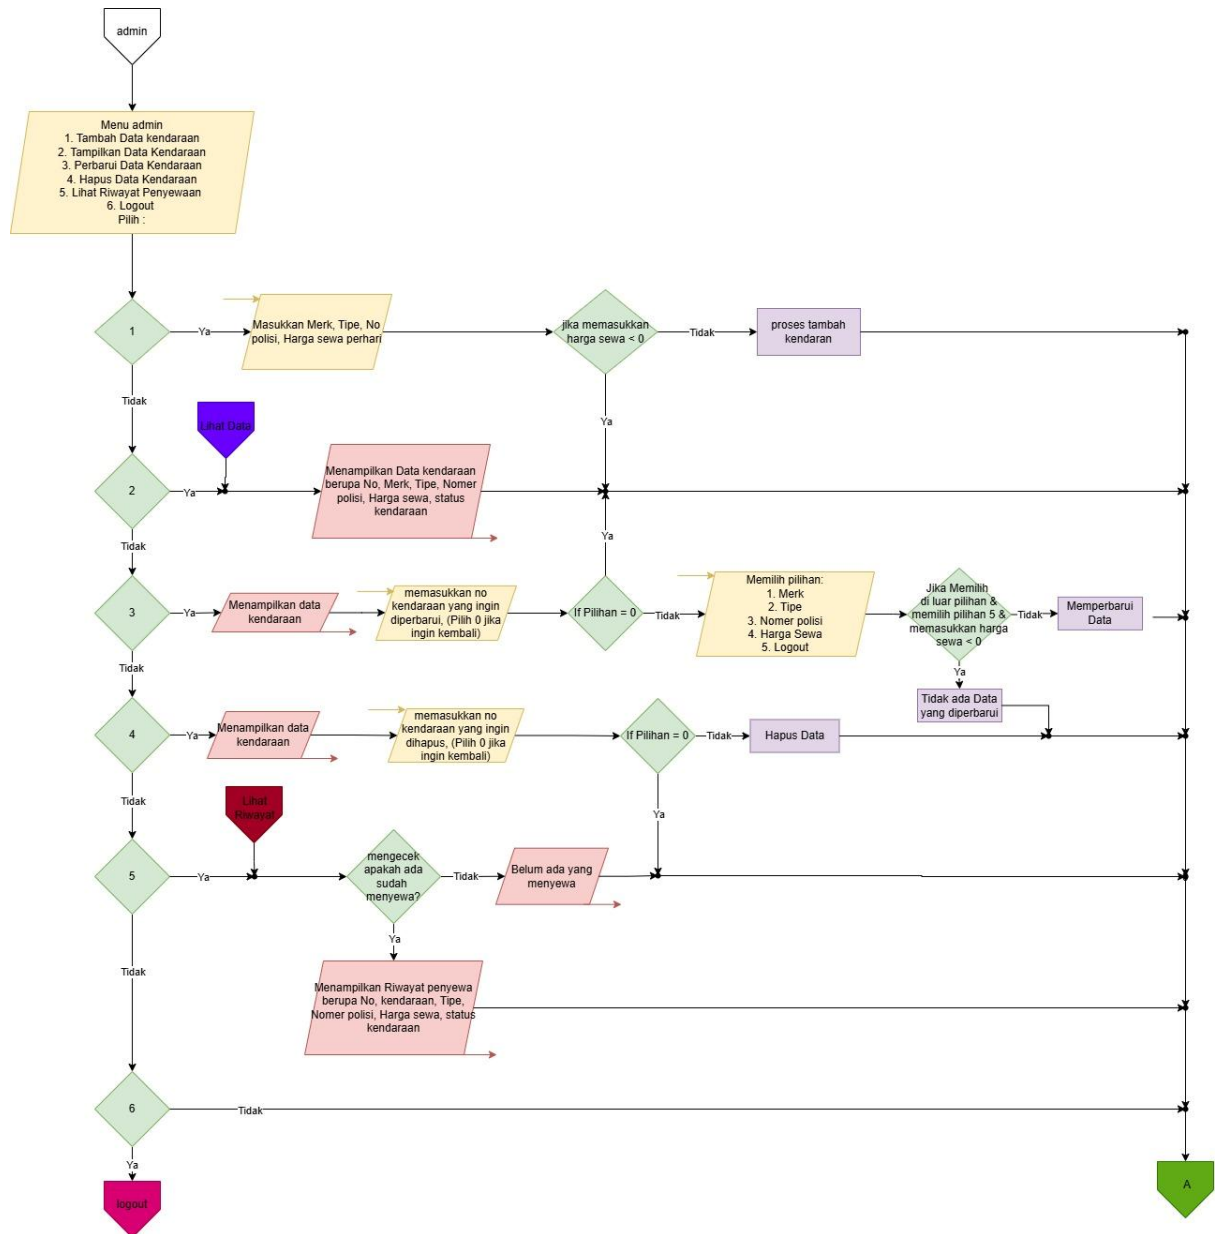 admin
Menu admin
1. Tambah Data kendaraan
2. Tampilkan Data Kendaraan
3. Perbarui Data Kendaraan
4. Hapus Data Kendaraan
5. Lihat Riwayat Penyewaan
6. Logout
Pilih :
1
Ya
Masukkan Merk, Tipe, No
polisi, Harga sewa perhari
jika memasukkan
harga sewa < 0
Tidak
proses tambah
kendaran
Tidak
Ya
Lihat Data
2
Ya
Menampilkan Data kendaraan
berupa No, Merk, Tipe, Nomer
polisi, Harga sewa, status
kendaraan
Tidak
Ya
3
Ya
Menampilkan data
kendaraan
memasukkan no
kendaraan yang ingin
diperbarui, (Pilih 0 jika
ingin kembali)
If Pilihan = 0
Tidak
Memilih pilihan:
1. Merk
2. Tipe
3. Nomer polisi
4. Harga Sewa
5. Logout
Jika Memilih
di luar pilihan &
memilih pilihan 5 &
memasukkan harga
sewa < 0
Tidak
Memperbarui
Data
Tidak
Ya
Tidak ada Data
yang diperbarui
4
Ya
Menampilkan data
kendaraan
memasukkan no
kendaraan yang ingin
dihapus, (Pilih 0 jika
ingin kembali)
If Pilihan = 0
Tidak
Hapus Data
Tidak
Ya
Lihat
Riwayat
5
Ya
mengecek
apakah ada
sudah
menyewa?
Tidak
Belum ada yang
menyewa
Ya
Tidak
Menampilkan Riwayat penyewa
berupa No, kendaraan, Tipe,
Nomer polisi, Harga sewa, status
kendaraan
6
Tidak
Ya
logout
A